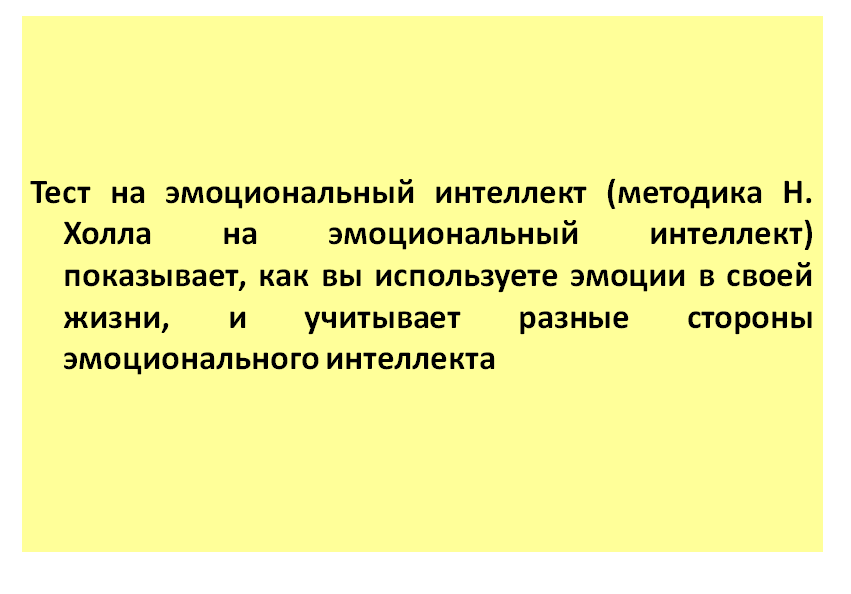 Тест на эмоциональный интеллект (методика Н.
Холла на эмоциональный интеллект)
показывает, как вы используете эмоции в своей
жизни, и учитывает разные стороны
эмоционального интеллекта